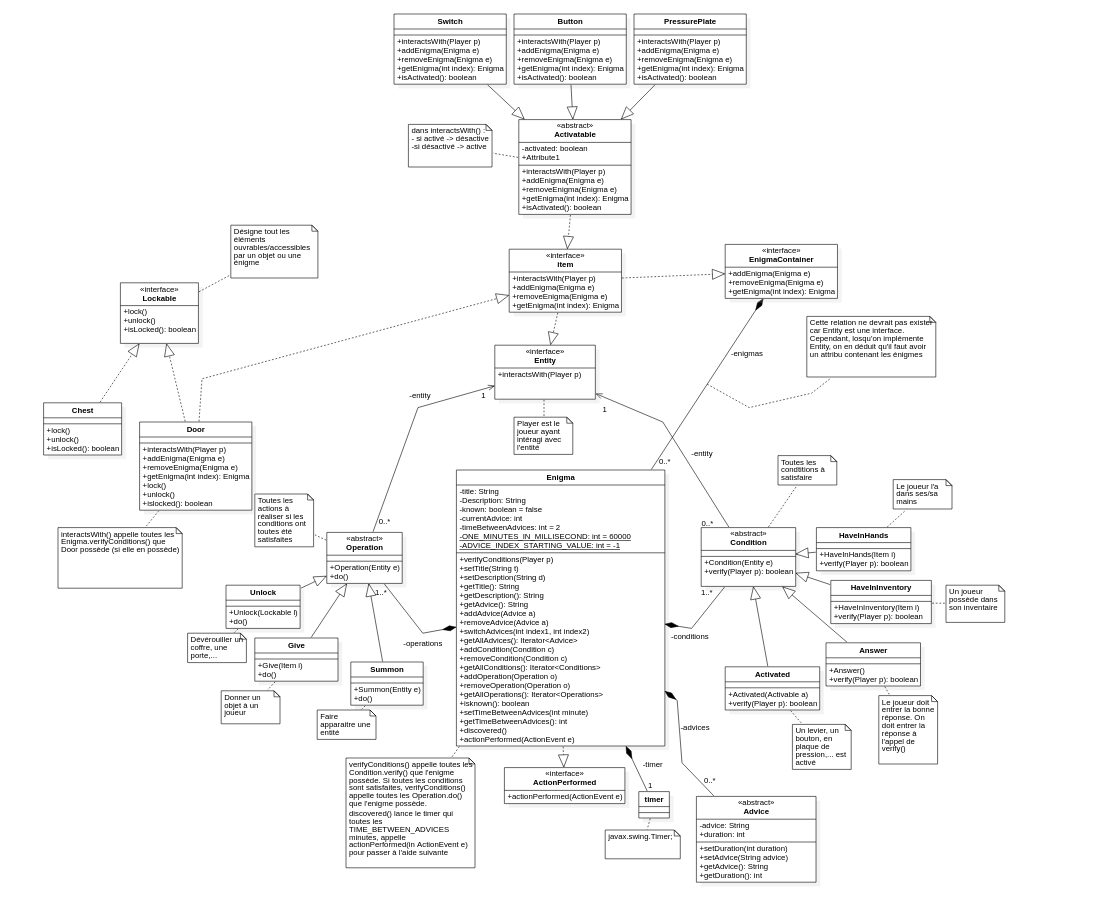 Switch
+interactsWith(Player p)
+addEnigma(Enigma e)
+removeEnigma(Enigma e)
+getEnigma(int index): Enigma
+isActivated(): boolean
Button
+interactsWith(Player p)
+addEnigma(Enigma e)
+removeEnigma(Enigma e)
+getEnigma(int index): Enigma
+isActivated(): boolean
PressurePlate
+interactsWith(Player p)
+addEnigma(Enigma e)
+removeEnigma(Enigma e)
+getEnigma(int index): Enigma
+isActivated(): boolean
dans interactsWith() :
- si activé -> désactive
-si désactivé -> active
«abstract»
Activatable
-activated: boolean
+Attribute1
+interactsWith(Player p)
+addEnigma(Enigma e)
+removeEnigma(Enigma e)
+getEnigma(int index): Enigma
+isActivated(): boolean
Désigne tout les
éléments
ouvrables/accessibles
par un objet ou une
énigme
«interface»
item
+interactsWith(Player p)
+addEnigma(Enigma e)
+removeEnigma(Enigma e)
+getEnigma(int index): Enigma
«interface»
EnigmaContainer
+addEnigma(Enigma e)
+removeEnigma(Enigma e)
+getEnigma(int index): Enigma
«interface»
Lockable
+lock()
+unlock()
+isLocked(): boolean
Cette relation ne devrait pas exister
car Entity est une interface.
Cependant, losqu'on implémente
Entity, on en déduit qu'il faut avoir
un attribu contenant les énigmes
-enigmas
«interface»
Entity
+interactsWith(Player p)
-entity
1
1
Chest
+lock()
+unlock()
+isLocked(): boolean
Door
+interactsWith(Player p)
+addEnigma(Enigma e)
+removeEnigma(Enigma e)
+getEnigma(int index): Enigma
+lock()
+unlock()
+islocked(): boolean
Player est le
joueur ayant
intéragi avec
l'entité
-entity
0..*
Toutes les
conditions à
satisfaire
Le joueur l'a
dans ses/sa
mains
Enigma
-title: String
-Description: String
-known: boolean = false
-currentAdvice: int
-timeBetweenAdvices: int = 2
-ONE_MINUTES_IN_MILLISECOND: int = 60000
-ADVICE_INDEX_STARTING_VALUE: int = -1
+verifyConditions(Player p)
+setTitle(String t)
+setDescription(String d)
+getTitle(): String
+getDescription(): String
+getAdvice(): String
+addAdvice(Advice a)
+removeAdvice(Advice a)
+switchAdvices(int index1, int index2)
+getAllAdvices(): Iterator<Advice>
+addCondition(Condition c)
+removeCondition(Condition c)
+getAllConditions(): Iterator<Conditions>
+addOperation(Operation o)
+removeOperation(Operation o)
+getAllOperations(): Iterator<Operations>
+isknown(): boolean
+setTimeBetweenAdvices(int minute)
+getTimeBetweenAdvices(): int
+discovered()
+actionPerformed(ActionEvent e)
Toutes les
actions à
réaliser si les
conditions ont
toutes été
satisfaites
0..*
«abstract»
Operation
+Operation(Entity e)
+do()
1..*
-operations
0..*
«abstract»
Condition
+Condition(Entity e)
+verify(Player p): boolean
1..*
-conditions
HaveInHands
+HaveInHands(Item i)
+verify(Player p): boolean
HaveInInventory
+HaveInInventory(Item i)
+verify(Player p): boolean
Un joueur
possède dans
son inventaire
interactsWith() appelle toutes les
Enigma.verifyConditions() que
Door possède (si elle en possède)
Unlock
+Unlock(Lockable l)
+do()
Dévérouiller un
coffre, une
porte,...
Give
+Give(Item i)
+do()
Donner un
objet à un
joueur
Summon
+Summon(Entity e)
+do()
Faire
apparaitre une
entité
Answer
+Answer()
+verify(Player p): boolean
Activated
+Activated(Activable a)
+verify(Player p): boolean
Le joueur doit
entrer la bonne
réponse. On
doit entrer la
réponse à
l'appel de
verify()
Un levier, un
bouton, en
plaque de
pression,... est
activé
-advices
0..*
verifyConditions() appelle toutes les
Condition.verify() que l'enigme
possède. Si toutes les conditions
sont satisfaites, verifyConditions()
appelle toutes les Operation.do()
que l'enigme possède.
discovered() lance le timer qui
toutes les
TIME_BETWEEN_ADVICES
minutes, appelle
actionPerformed(in ActionEvent e)
pour passer à l'aide suivante
«interface»
ActionPerformed
+actionPerformed(ActionEvent e)
-timer
1
timer
javax.swing.Timer;
«abstract»
Advice
-advice: String
+duration: int
+setDuration(int duration)
+setAdvice(String advice)
+getAdvice(): String
+getDuration(): int